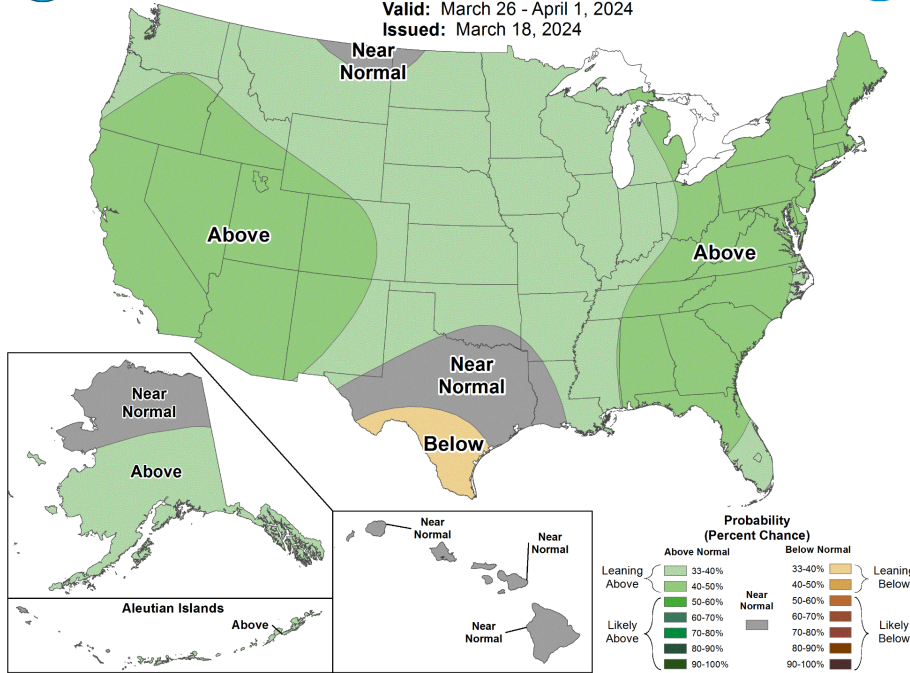 Valid: March 26 - April 1, 2024
Issued: March 18, 2024
Near
Normal
Above
Above
Near
Normal
Below
Near
Normal
Above
Aleutian Islands
Above
Near
Normal
Near
Normal
Near
Normal
Probability
(Percent Chance)
Above Normal
Below Normal
Leaning
Above
33-40%
40-50%
Likely
Above
50-60%
60-70%
70-80%
80-90%
90-100%
Near
Normal
33-40%
40-50%
Leaning
Below
50-60%
60-70%
70-80%
80-90%
90-100%
Likely
Below